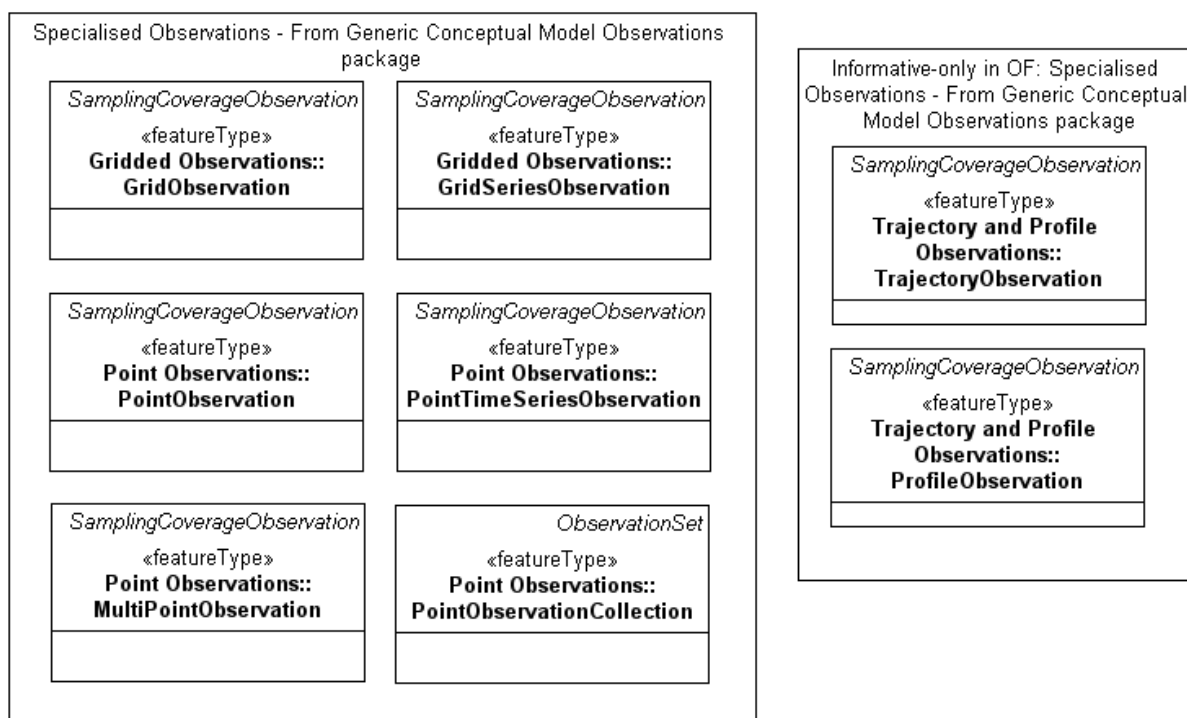 Specialised Observations - From Generic Conceptual Model Observations
package
SamplingCoverageObservation
«featureType»
Gridded Observations::
GridObservation
SamplingCoverageObservation
«featureType»
Gridded Observations::
GridSeriesObservation
SamplingCoverageObservation
«featureType»
Point Observations::
PointObservation
SamplingCoverageObservation
«featureType»
Point Observations::
PointTimeSeriesObservation
SamplingCoverageObservation
«featureType»
Point Observations::
MultiPointObservation
ObservationSet
«featureType»
Point Observations::
PointObservationCollection
Informative-only in OF: Specialised
Observations - From Generic Conceptual
Model Observations package
SamplingCoverageObservation
«featureType»
Trajectory and Profile
Observations::
TrajectoryObservation
SamplingCoverageObservation
«featureType»
Trajectory and Profile
Observations::
ProfileObservation